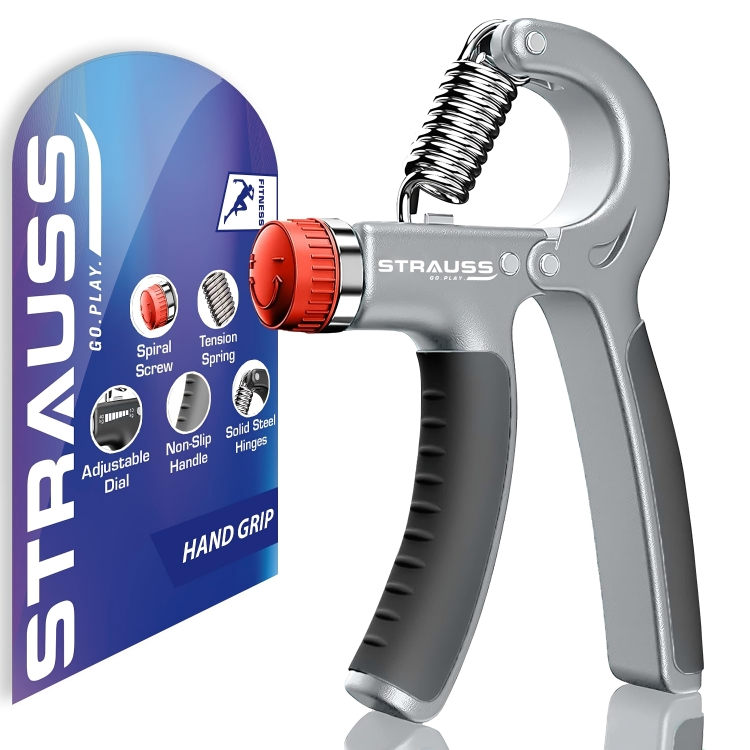 STRAUSS
GO.PLAY.
FITNESS
Spiral
Screw
Tension
Spring
Adjustable
Dial
Non-Slip
Handle
Solid Steel
Hinges
HAND GRIP
STRAUSS
GO.PLAY.